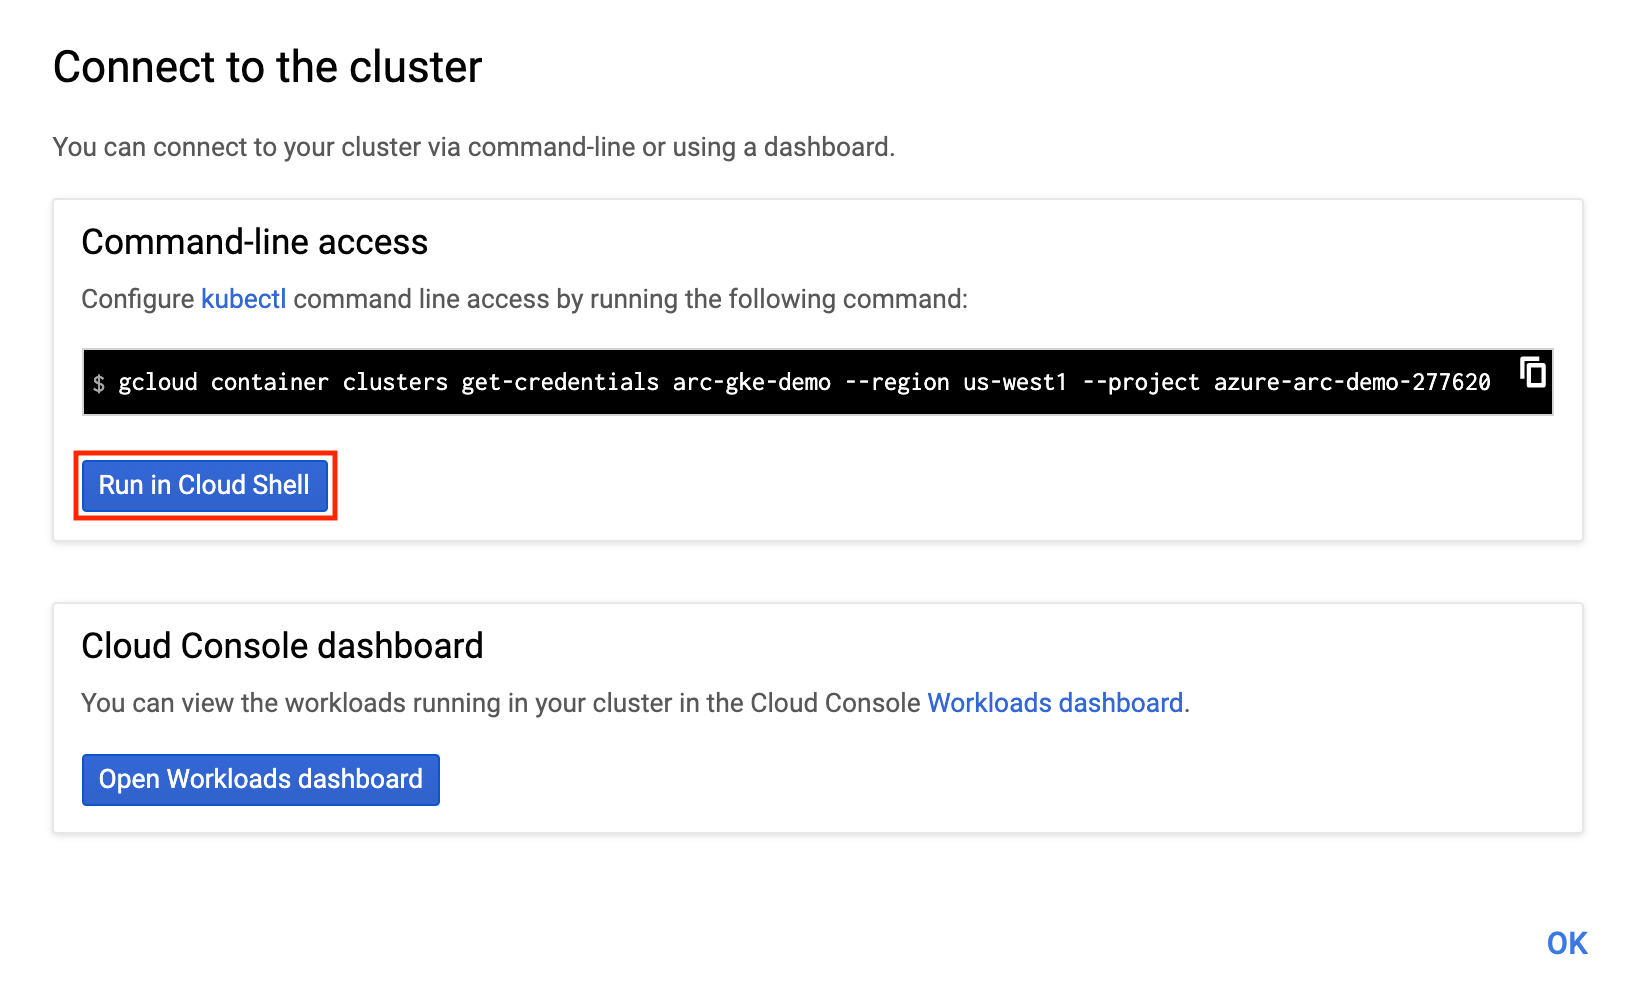 Connect to the cluster
You can connect to your cluster via command-line or using a dashboard.
Command-line access
Configure kubectl command line access by running the following command:
$ gcloud container clusters get-credentials arc-gke-demo --region us-west1 --project azure-arc-demo-277620
Run in Cloud Shell
Cloud Console dashboard
You can view the workloads running in your cluster in the Cloud Console Workloads dashboard.
Open Workloads dashboard
OK